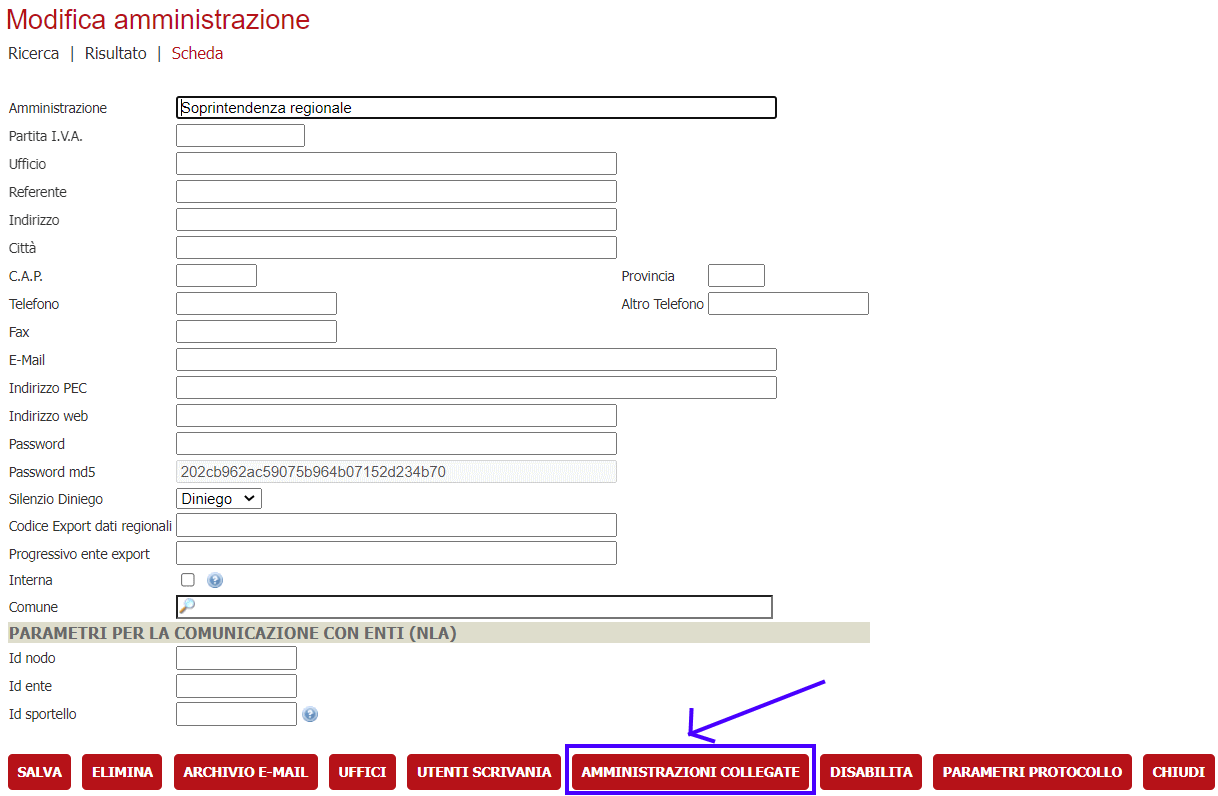 Modifica amministrazione
Ricerca | Risultato | Scheda
Amministrazione Soprintendenza regionale
Partita I.V.A.
Ufficio
Referente
Indirizzo
Città
C.A.P. Provincia
Telefono Altro Telefono
Fax
E-Mail
Indirizzo PEC
Indirizzo web
Password
Password md5 202cb962ac59075b964b07152d234b70
Silenzio Diniego Diniego
Codice Export dati regionali
Progressivo ente export
Interna ?
Comune
PARAMETRI PER LA COMUNICAZIONE CON ENTI (NLA)
Id nodo
Id ente
Id sportello ?
SALVA ELIMINA ARCHIVIO E-MAIL UFFICI UTENTI SCRIVANIA AMMINISTRAZIONI COLLEGATE DISABILITA PARAMETRI PROTOCOLLO CHIUDI